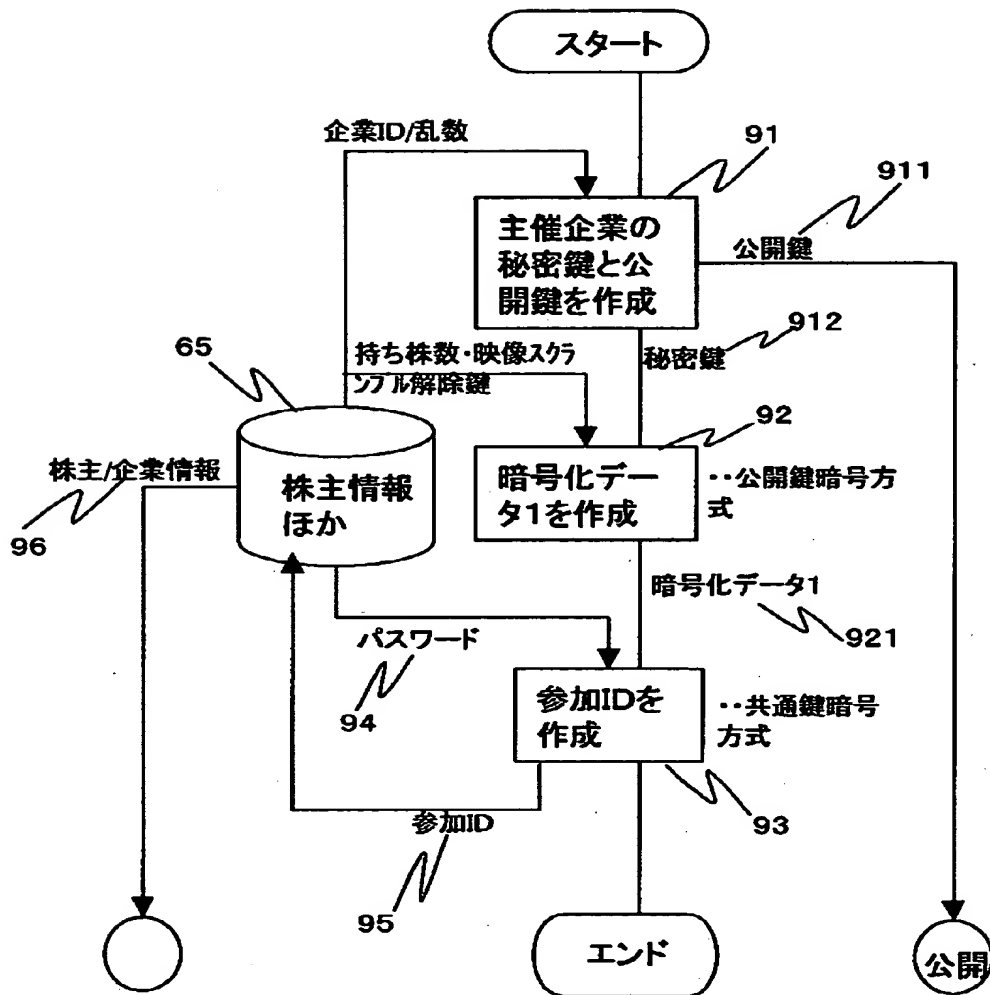 スタート
企業ID/乱数
91
911
主催企業の
秘密鍵と公
開鍵を作成
公開鍵
912
秘密鍵
65
持ち株数・映像スクラ
ンブル解除鍵
92
株主/企業情報
96
株主情報
ほか
暗号化デー
タ1を作成
・・公開鍵暗号方
式
暗号化データ1
921
パスワード
94
参加IDを
作成
・・共通鍵暗号
方式
93
参加ID
95
エンド
公開